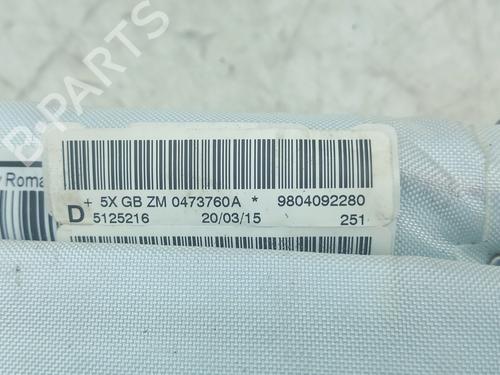 B-PARTS
y Roma
+ 5X GB ZM 0473760A * 9804092280
D 5125216 20/03/15 251